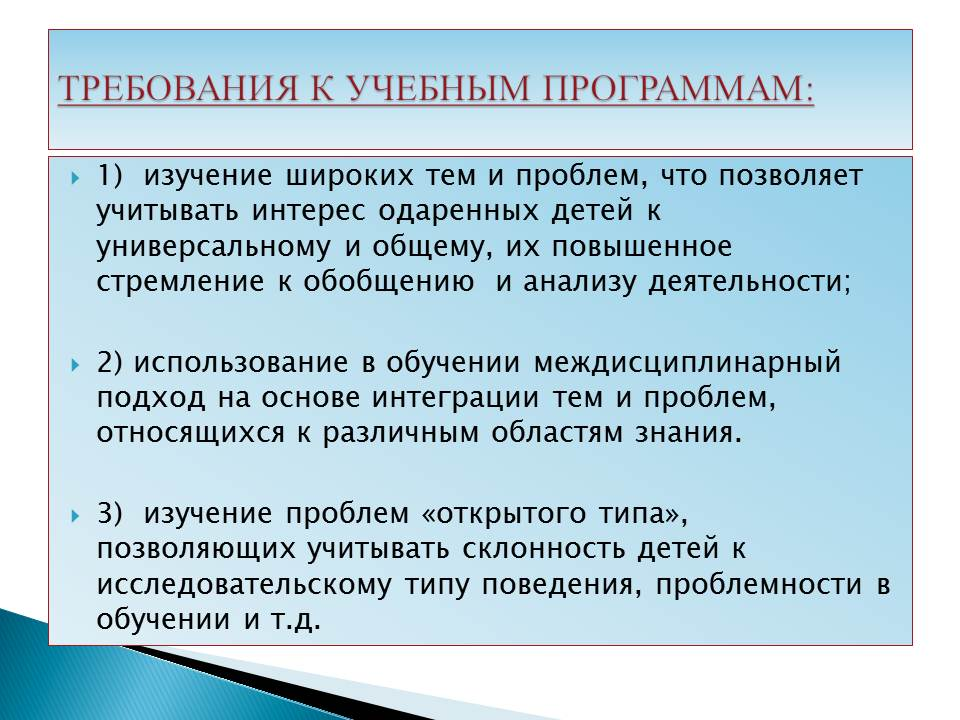 ТРЕБОВАНИЯ К УЧЕБНЫМ ПРОГРАММАМ:
1)  изучение широких тем и проблем, что позволяет
учитывать интерес одаренных детей к
универсальному и общему, их повышенное
стремление к обобщению  и анализу деятельности;
2) использование в обучении междисциплинарный
подход на основе интеграции тем и проблем,
относящихся к различным областям знания.
3)  изучение проблем «открытого типа»,
позволяющих учитывать склонность детей к
исследовательскому типу поведения, проблемности в
обучении и т.д.